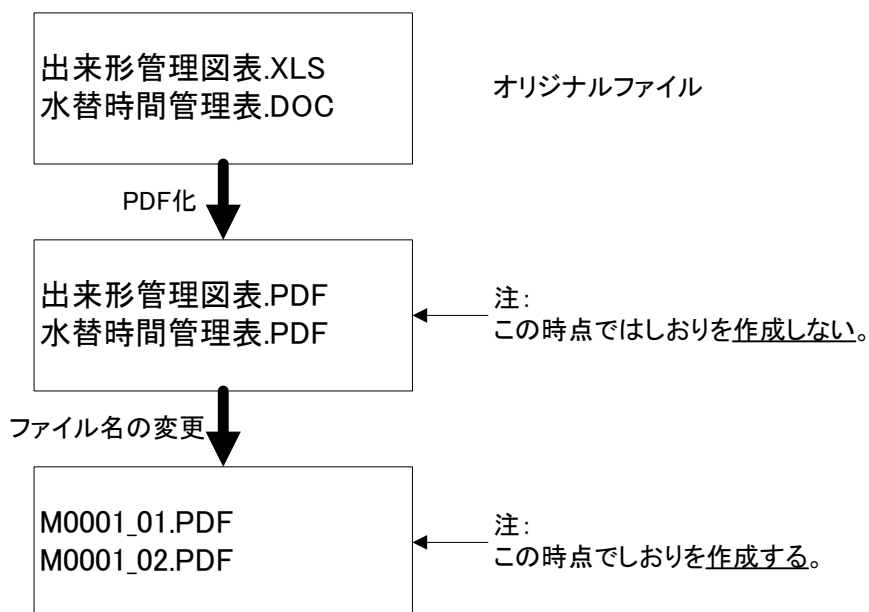 出来形管理図表.XLS
水替時間管理表.DOC
オリジナルファイル
PDF化
出来形管理図表.PDF
水替時間管理表.PDF
注：
この時点ではしおりを作成しない。
ファイル名の変更
M0001_01.PDF
M0001_02.PDF
注：
この時点でしおりを作成する。